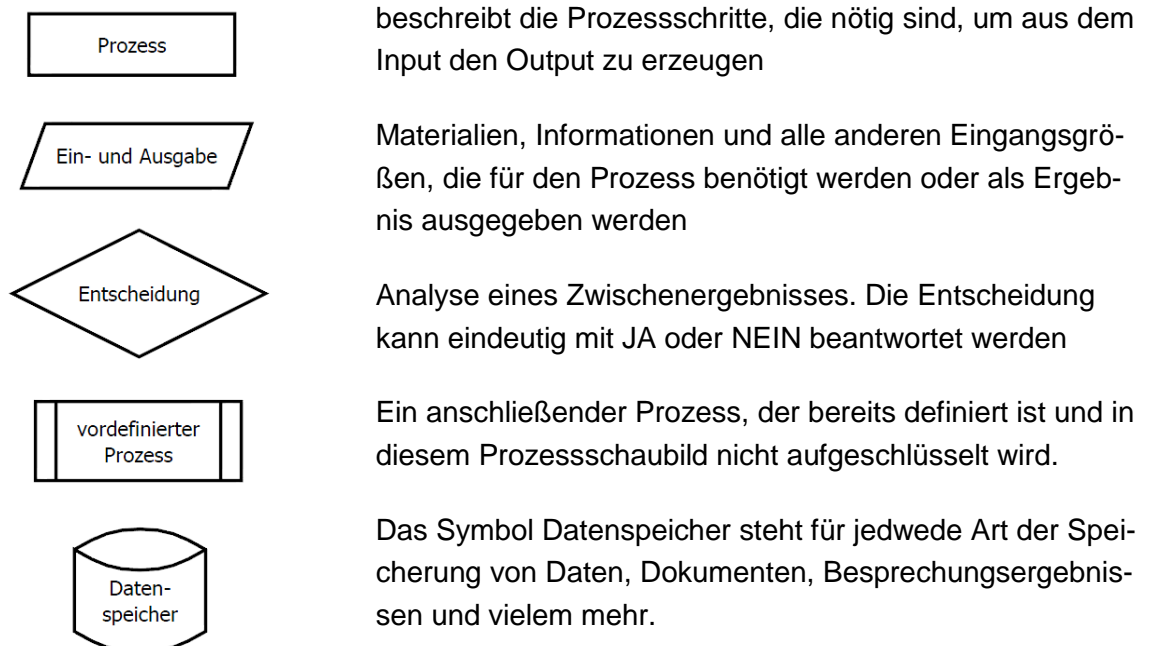 Prozess
beschreibt die Prozessschritte, die nötig sind, um aus dem
Input den Output zu erzeugen
Ein- und Ausgabe
Materialien, Informationen und alle anderen Eingangsgrö-
ßen, die für den Prozess benötigt werden oder als Ergeb-
nis ausgegeben werden
Entscheidung
Analyse eines Zwischenergebnisses. Die Entscheidung
kann eindeutig mit JA oder NEIN beantwortet werden
vordefinierter
Prozess
Ein anschließender Prozess, der bereits definiert ist und in
diesem Prozessschaubild nicht aufgeschlüsselt wird.
Daten-
speicher
Das Symbol Datenspeicher steht für jedwede Art der Spei-
cherung von Daten, Dokumenten, Besprechungsergebnis-
sen und vielem mehr.